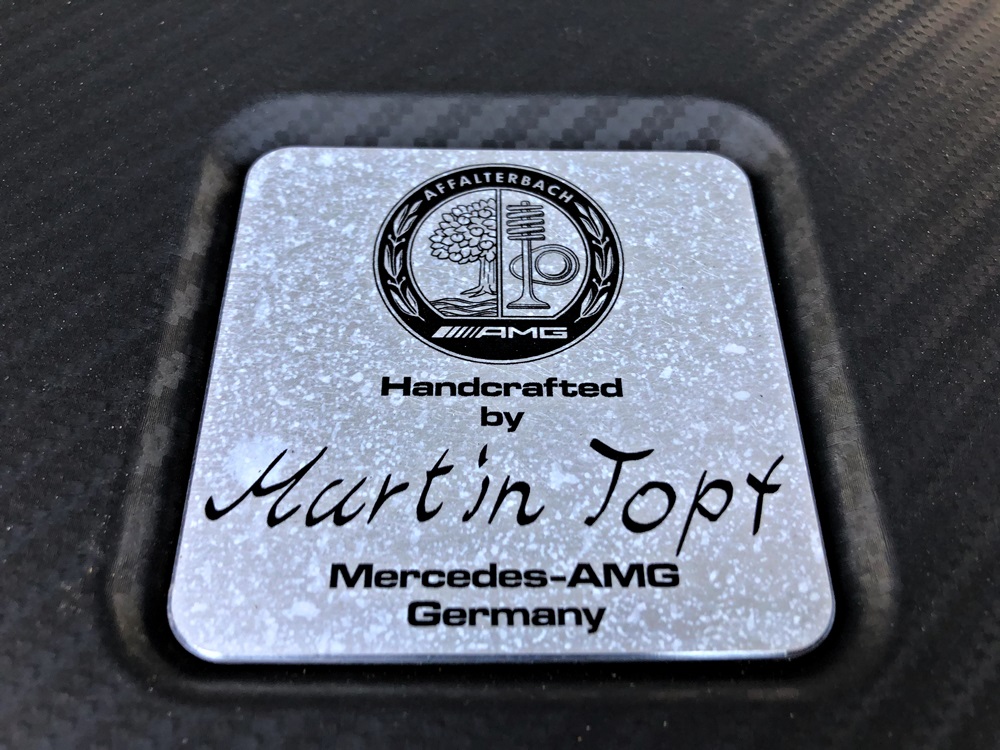 AFFALTERBACH
AMG
Handcrafted
by
Martin Topf
Mercedes-AMG
Germany